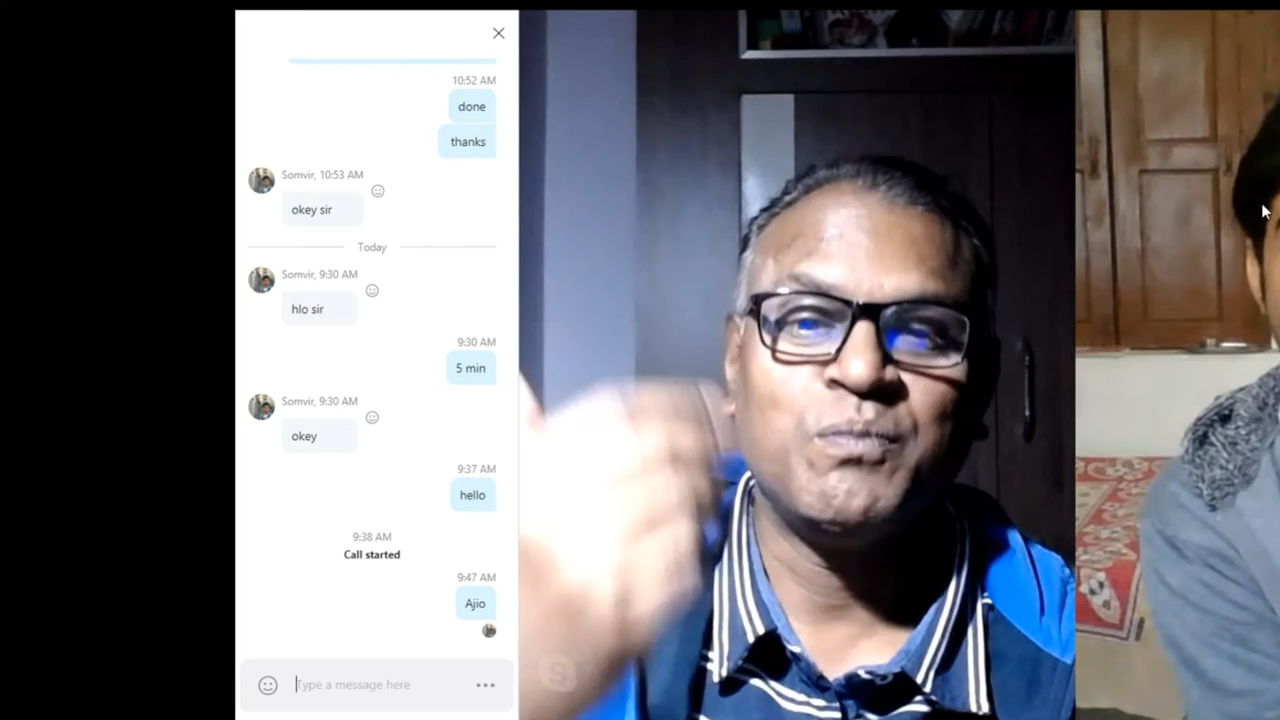 10:52 AM
done
thanks
Somvir, 10:53 AM
okey sir
Today
Somvir, 9:30 AM
hlo sir
9:30 AM
5 min
Somvir, 9:30 AM
okey
9:37 AM
hello
9:38 AM
Call started
9:47 AM
Ajio
Type a message here